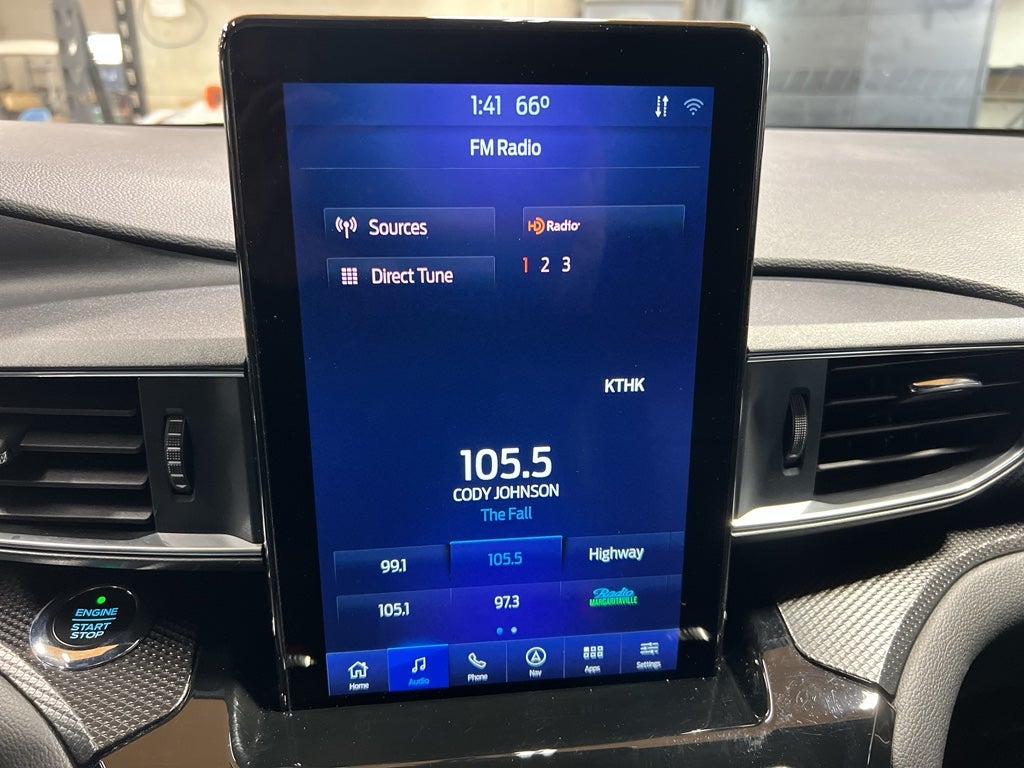 1:41 66°
FM Radio
Sources
HD Radio
Direct Tune
1 2 3
KTHK
105.5
CODY JOHNSON
The Fall
99.1
105.5
Highway
105.1
97.3
Radio
MARGARITAVILLE
ENGINE
START
STOP
Home
Audio
Phone
Nav
Apps
Settings